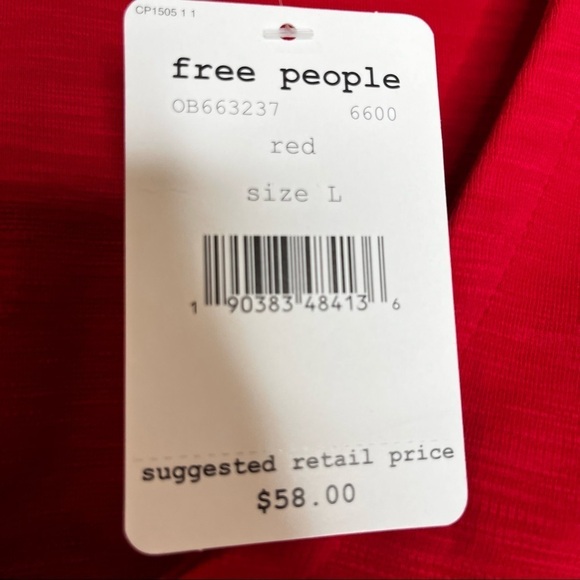 CP1505 1 1
free people
OB663237 6600
red
size L
1 90383 48413 6
suggested retail price
$58.00